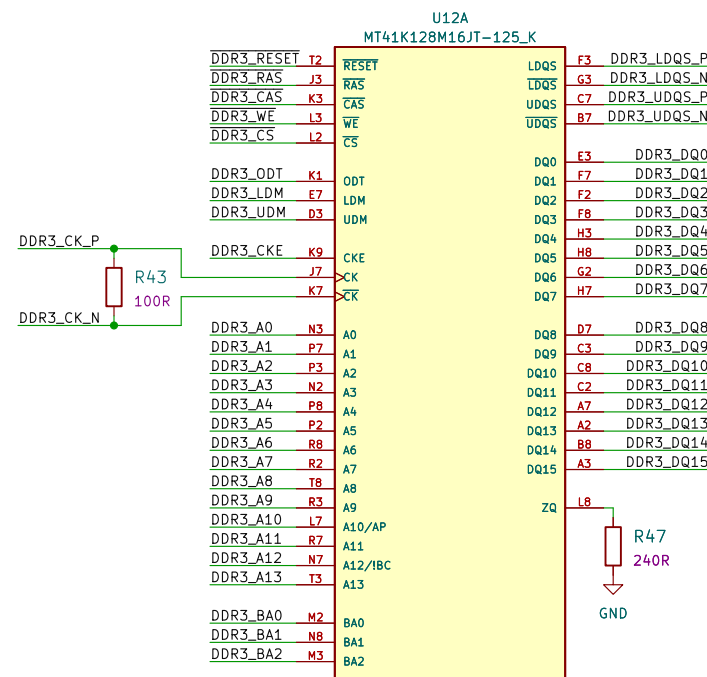 U12A
MT41K128M16JT-125_K
DDR3_RESET T2 RESET LDQS F3 DDR3_LDQS_P
DDR3_RAS J3 RAS LDQS G3 DDR3_LDQS_N
DDR3_CAS K3 CAS UDQS C7 DDR3_UDQS_P
DDR3_WE L3 WE UDQS B7 DDR3_UDQS_N
DDR3_CS L2 CS
DQ0 E3 DDR3_DQ0
DDR3_ODT K1 ODT DQ1 F7 DDR3_DQ1
DDR3_LDM E7 LDM DQ2 F2 DDR3_DQ2
DDR3_UDM D3 UDM DQ3 F8 DDR3_DQ3
DDR3_CK_P DQ4 H3 DDR3_DQ4
DDR3_CKE K9 CKE DQ5 H8 DDR3_DQ5
R43 J7 CK DQ6 G2 DDR3_DQ6
100R K7 CK DQ7 H7 DDR3_DQ7
DDR3_CK_N
DDR3_A0 N3 A0 DQ8 D7 DDR3_DQ8
DDR3_A1 P7 A1 DQ9 C3 DDR3_DQ9
DDR3_A2 P3 A2 DQ10 C8 DDR3_DQ10
DDR3_A3 N2 A3 DQ11 C2 DDR3_DQ11
DDR3_A4 P8 A4 DQ12 A7 DDR3_DQ12
DDR3_A5 P2 A5 DQ13 A2 DDR3_DQ13
DDR3_A6 R8 A6 DQ14 B8 DDR3_DQ14
DDR3_A7 R2 A7 DQ15 A3 DDR3_DQ15
DDR3_A8 T8 A8
DDR3_A9 R3 A9 ZQ L8
DDR3_A10 L7 A10/AP
R47
DDR3_A11 R7 A11
DDR3_A12 N7 A12/!BC
240R
DDR3_A13 T3 A13
GND
DDR3_BA0 M2 BA0
DDR3_BA1 N8 BA1
DDR3_BA2 M3 BA2